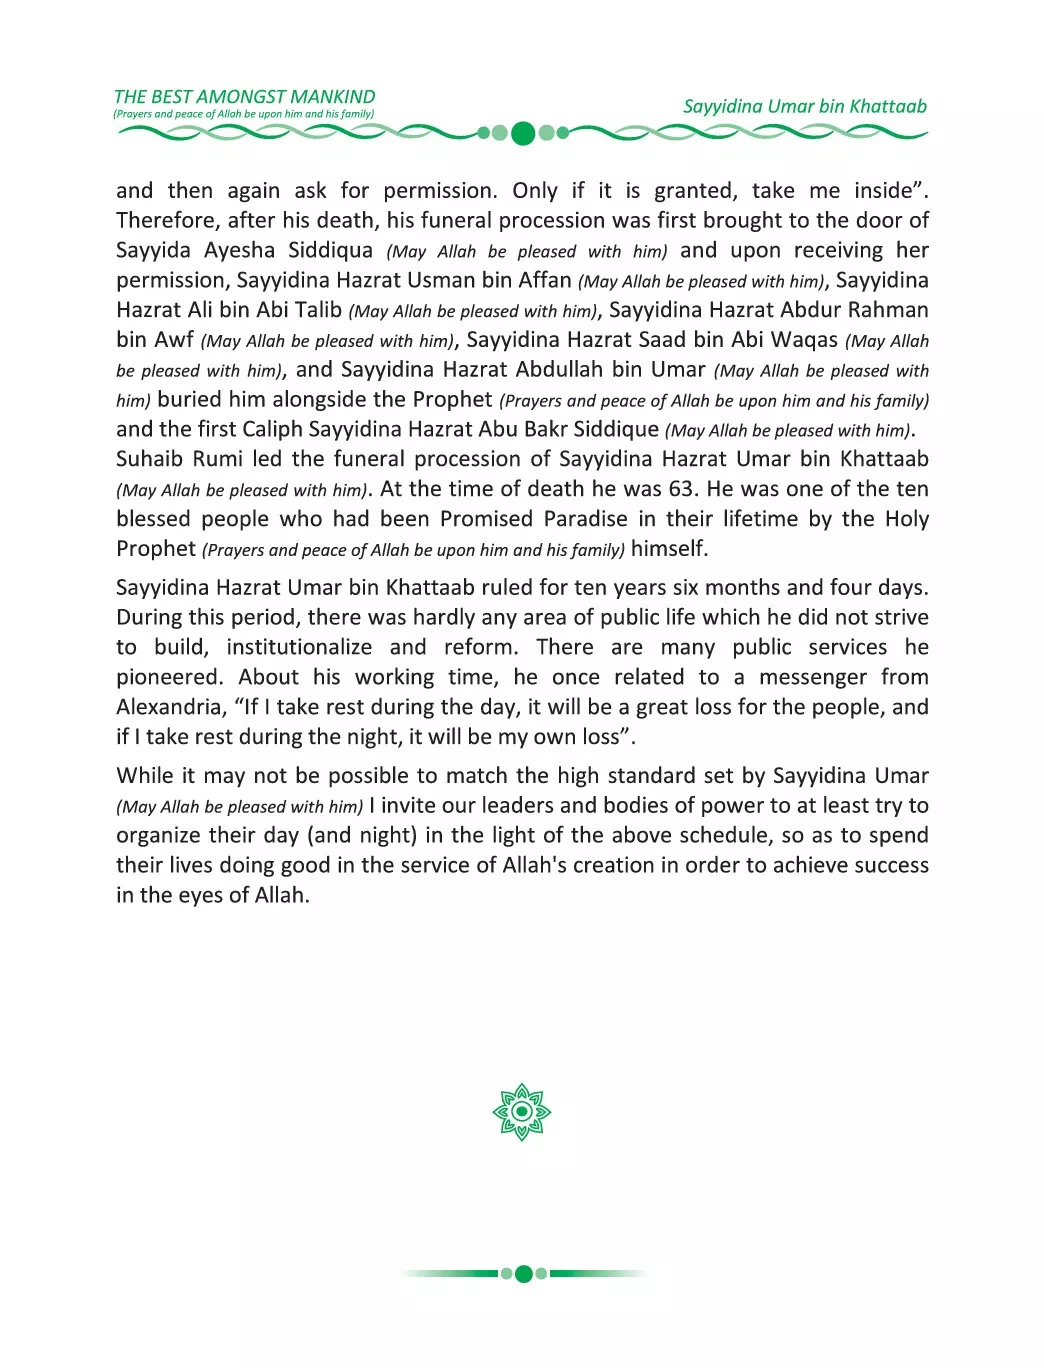 THE BEST AMONGST MANKIND
(Prayers and peace of Allah be upon him and his family)
Sayyidina Umar bin Khattaab
and then again ask for permission. Only if it is granted, take me inside”.
Therefore, after his death, his funeral procession was first brought to the door of
Sayyida Ayesha Siddiqua (May Allah be pleased with him) and upon receiving her
permission, Sayyidina Hazrat Usman bin Affan (May Allah be pleased with him), Sayyidina
Hazrat Ali bin Abi Talib (May Allah be pleased with him), Sayyidina Hazrat Abdur Rahman
bin Awf (May Allah be pleased with him), Sayyidina Hazrat Saad bin Abi Waqas (May Allah
be pleased with him), and Sayyidina Hazrat Abdullah bin Umar (May Allah be pleased with
him) buried him alongside the Prophet (Prayers and peace of Allah be upon him and his family)
and the first Caliph Sayyidina Hazrat Abu Bakr Siddique (May Allah be pleased with him).
Suhaib Rumi led the funeral procession of Sayyidina Hazrat Umar bin Khattaab
(May Allah be pleased with him). At the time of death he was 63. He was one of the ten
blessed people who had been Promised Paradise in their lifetime by the Holy
Prophet (Prayers and peace of Allah be upon him and his family) himself.
Sayyidina Hazrat Umar bin Khattaab ruled for ten years six months and four days.
During this period, there was hardly any area of public life which he did not strive
to build, institutionalize and reform. There are many public services he
pioneered. About his working time, he once related to a messenger from
Alexandria, “If I take rest during the day, it will be a great loss for the people, and
if I take rest during the night, it will be my own loss”.
While it may not be possible to match the high standard set by Sayyidina Umar
(May Allah be pleased with him) I invite our leaders and bodies of power to at least try to
organize their day (and night) in the light of the above schedule, so as to spend
their lives doing good in the service of Allah's creation in order to achieve success
in the eyes of Allah.